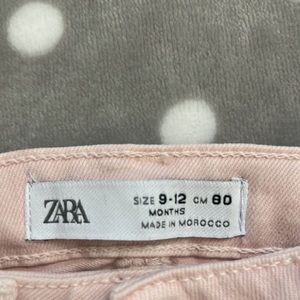 ZARA
SIZE 9-12 CM 80
MONTHS
MADE IN MOROCCO